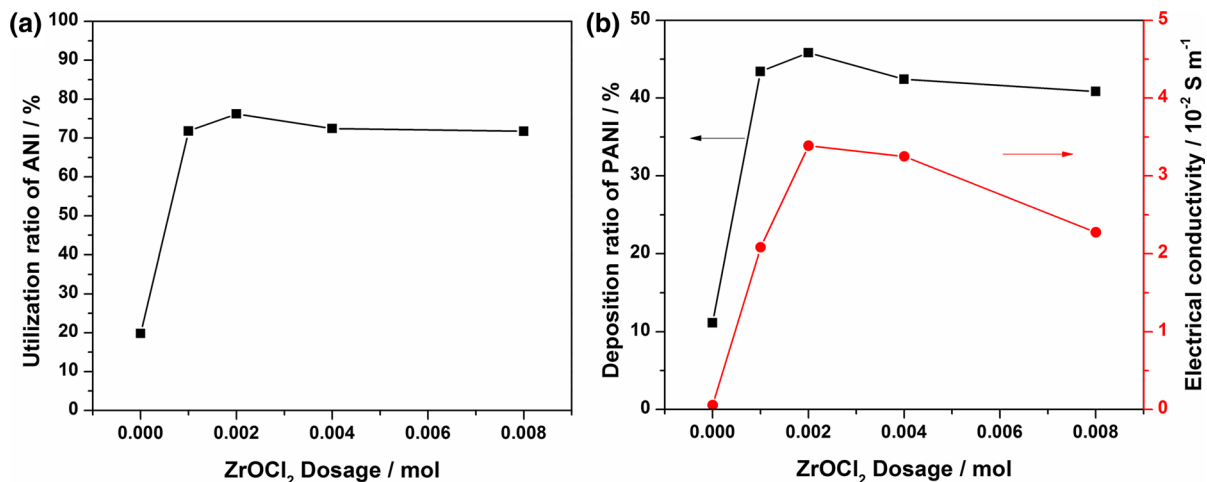 (a)
Utilization ratio of ANI / %
100
90
80
70
60
50
40
30
20
10
0
0.000 0.002 0.004 0.006 0.008
ZrOCl₂ Dosage / mol
(b)
Deposition ratio of PANI / %
50
40
30
20
10
0
0.000 0.002 0.004 0.006 0.008
ZrOCl₂ Dosage / mol
5
4
3
2
1
0
Electrical conductivity / 10⁻² S m⁻¹